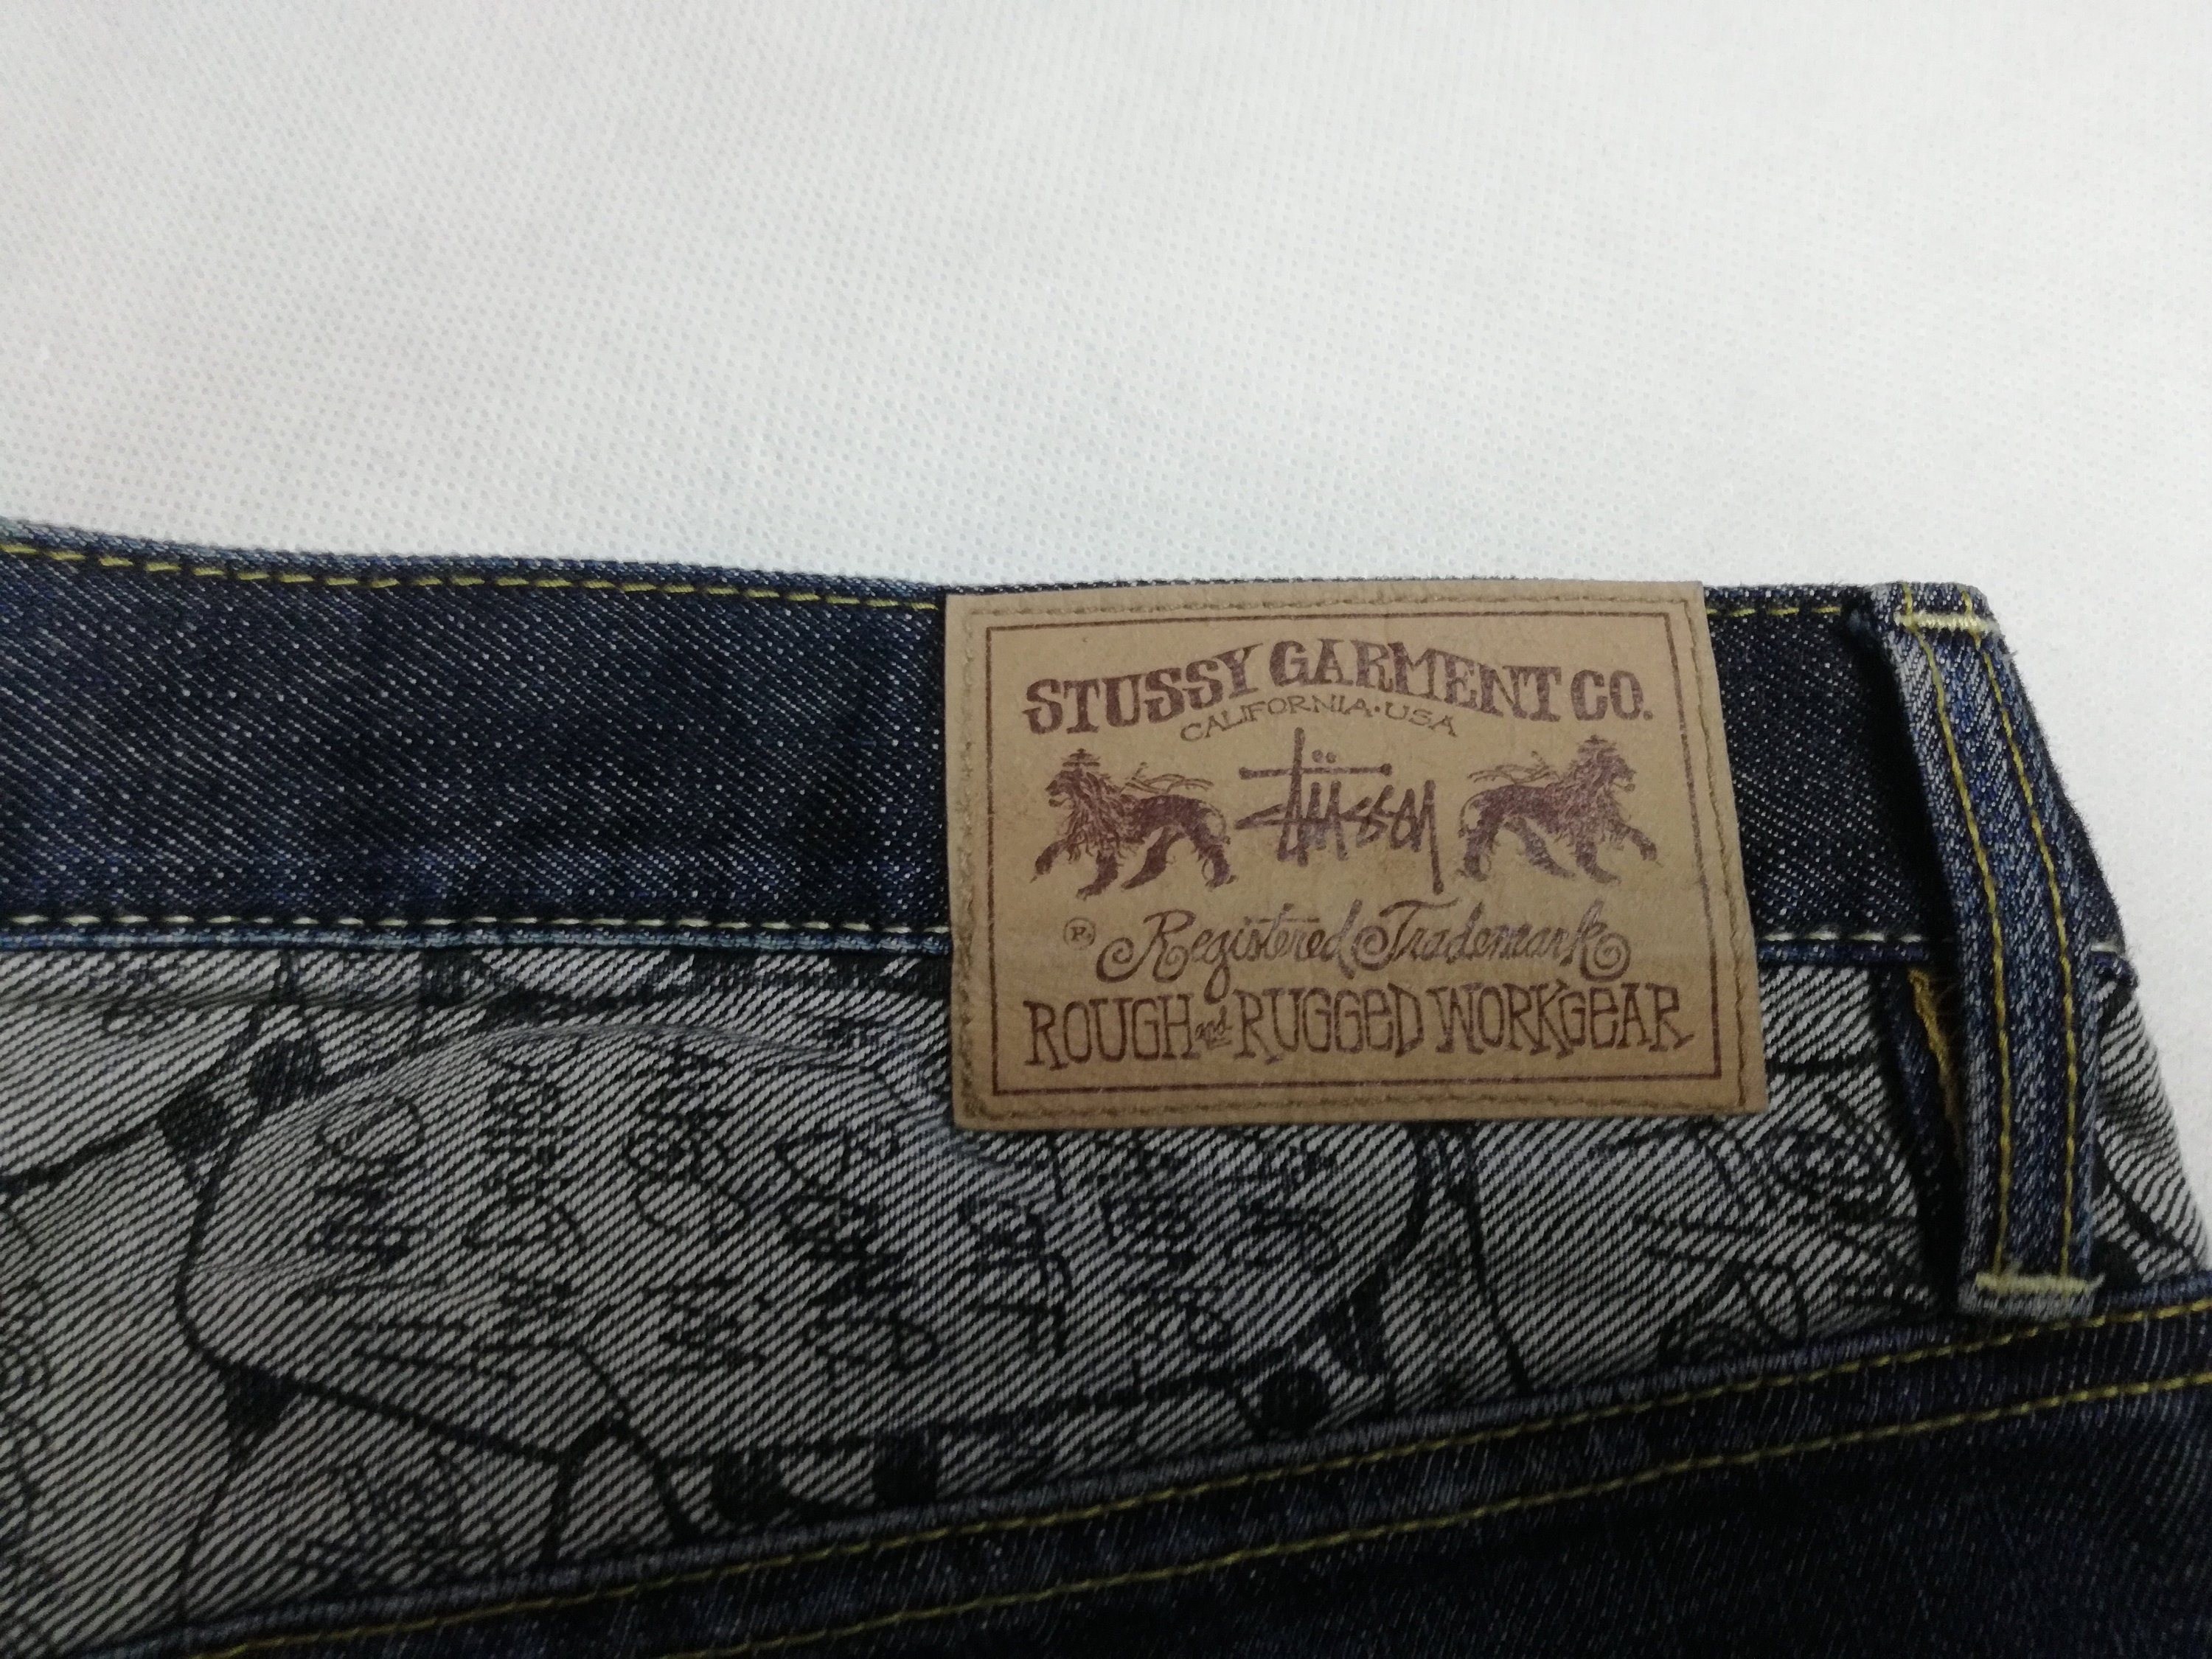 STUSSY GARMENT CO.
CALIFORNIA · USA
Stüssy
® Registered Trademark
ROUGH and RUGGED WORKGEAR